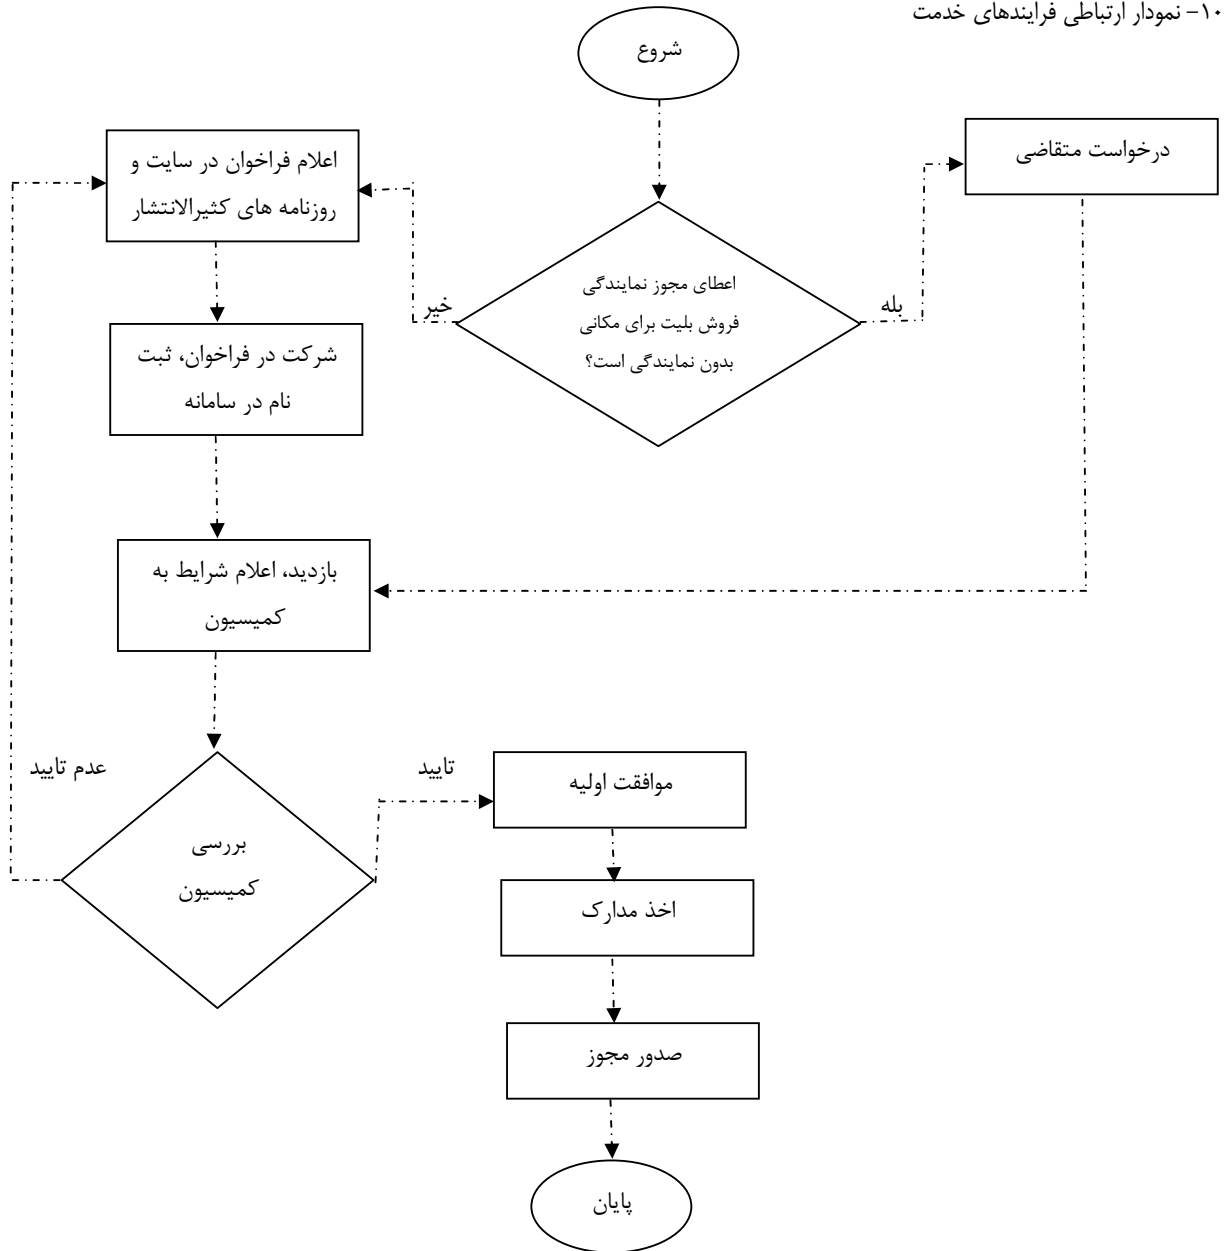 ۱۰- نمودار ارتباطی فرایندهای خدمت
شروع
درخواست متقاضی
اعلام فراخوان در سایت و
روزنامه های کثیرالانتشار
اعطای مجوز نمایندگی
فروش بلیت برای مکانی
بدون نمایندگی است؟
بله
خیر
شرکت در فراخوان، ثبت
نام در سامانه
بازدید، اعلام شرایط به
کمیسیون
بررسی
کمیسیون
عدم تایید
تایید
موافقت اولیه
اخذ مدارک
صدور مجوز
پایان